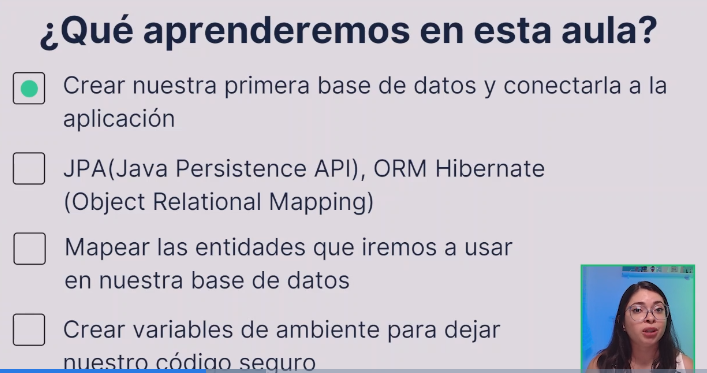 ¿Qué aprenderemos en esta aula?
Crear nuestra primera base de datos y conectarla a la
aplicación
JPA(Java Persistence API), ORM Hibernate
(Object Relational Mapping)
Mapear las entidades que iremos a usar
en nuestra base de datos
Crear variables de ambiente para dejar
nuestro código seguro